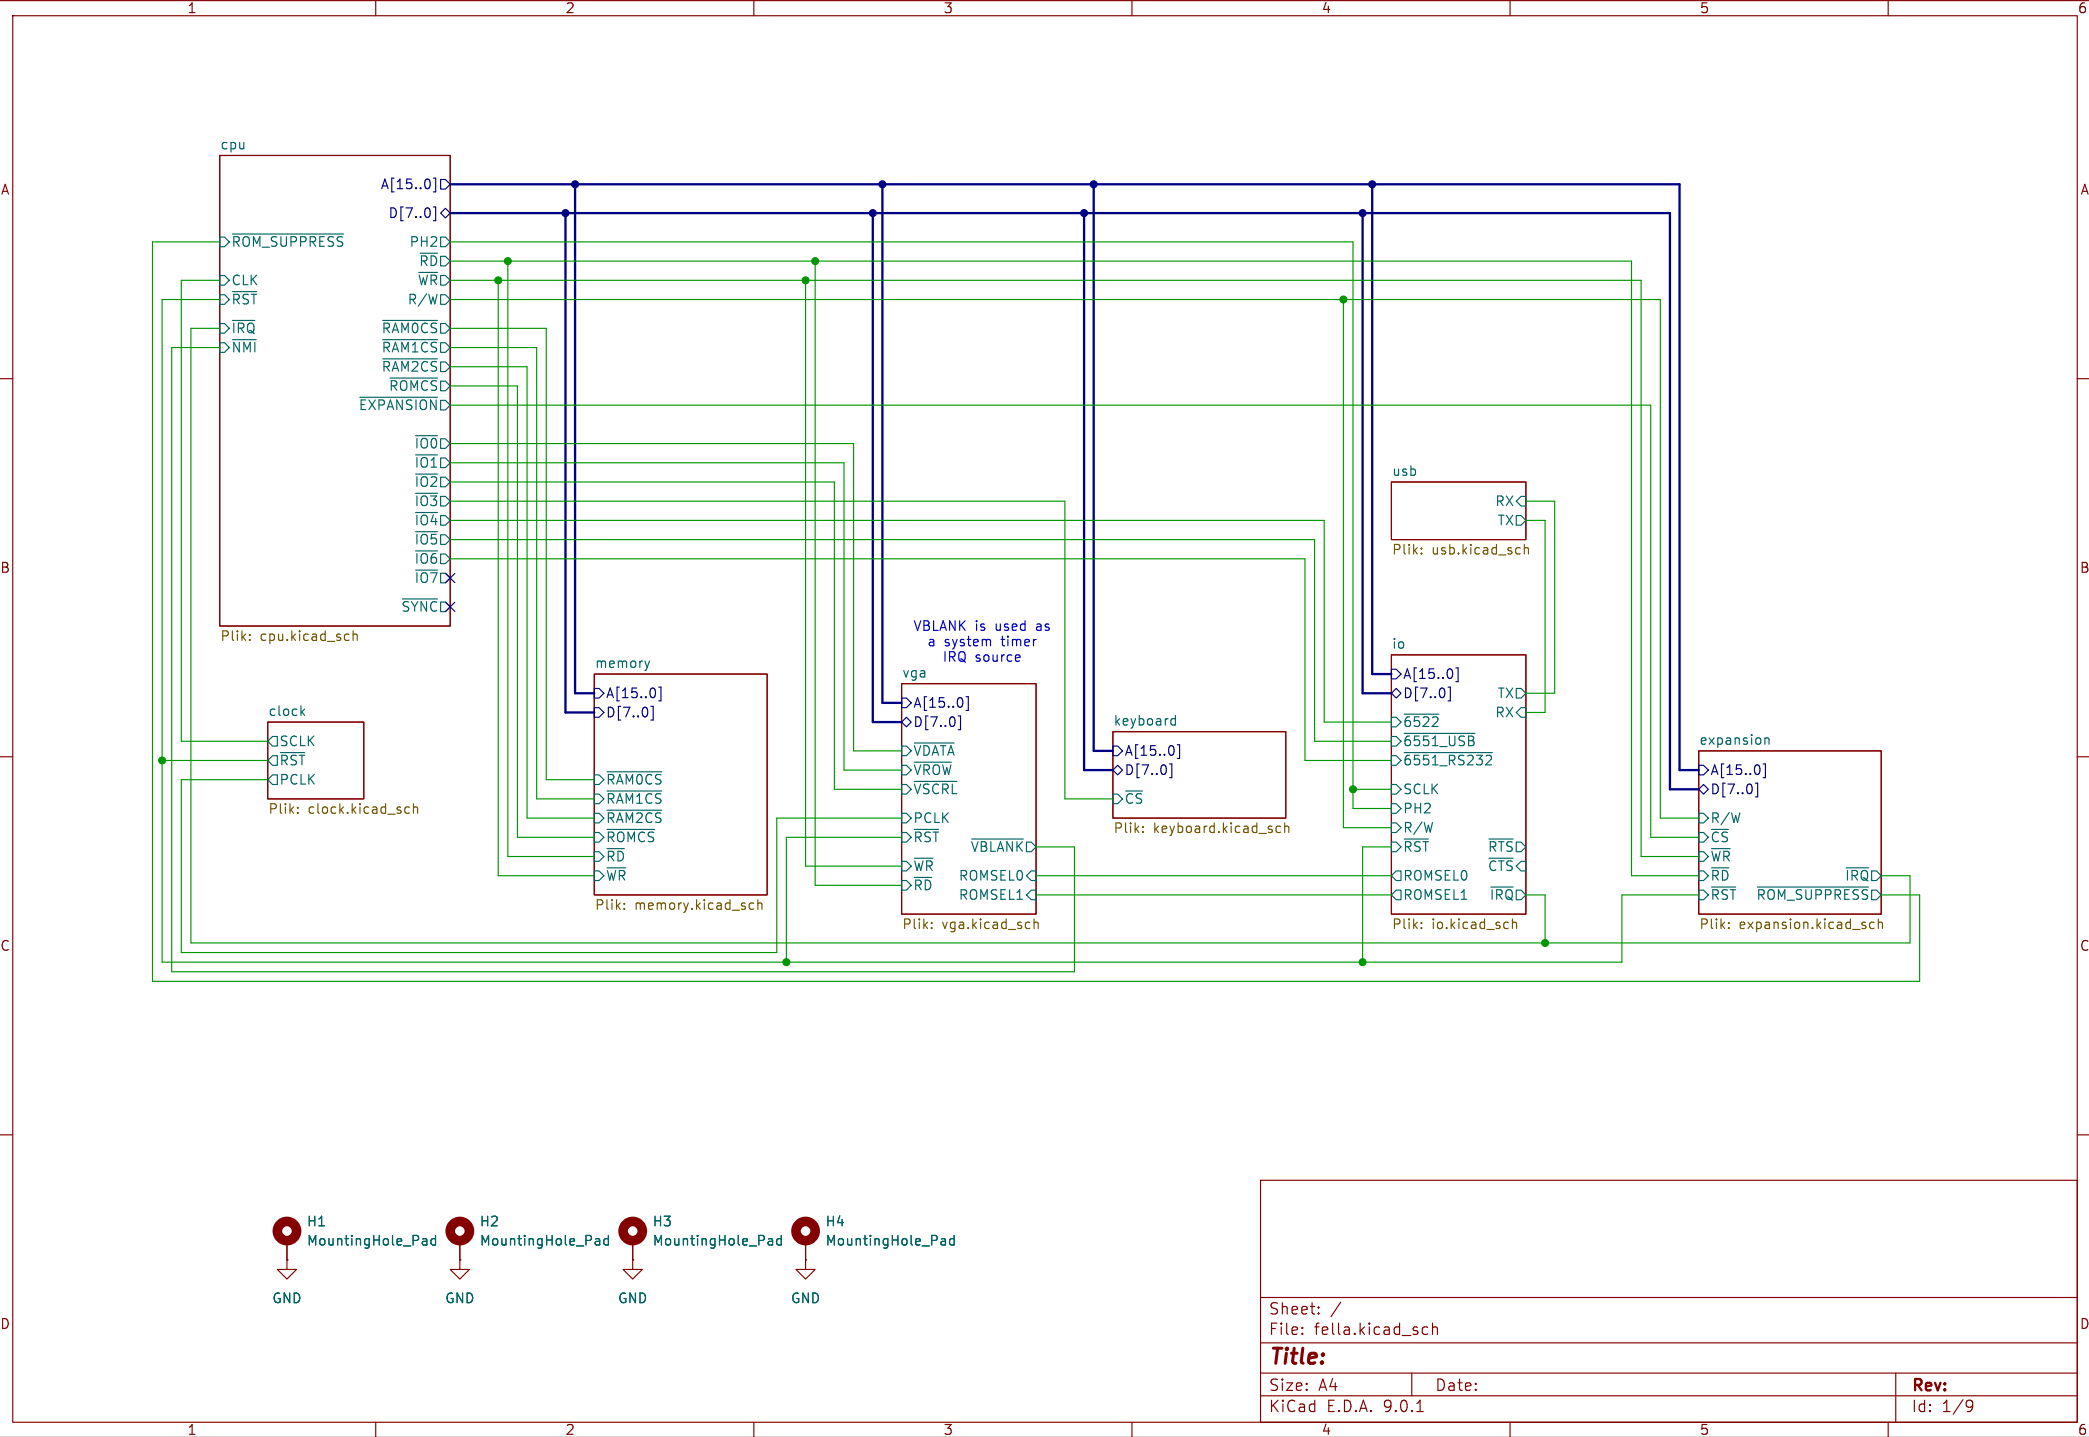 1 2 3 4 5 6
A A
B B
C C
D D
cpu
A[15..0]
D[7..0]
ROM_SUPPRESS
CLK
RST
IRQ
NMI
PH2
RD
WR
R/W
RAM0CS
RAM1CS
RAM2CS
ROMCS
EXPANSION
IO0
IO1
IO2
IO3
IO4
IO5
IO6
IO7
SYNC
Plik: cpu.kicad_sch
clock
SCLK
RST
PCLK
Plik: clock.kicad_sch
memory
A[15..0]
D[7..0]
RAM0CS
RAM1CS
RAM2CS
ROMCS
RD
WR
Plik: memory.kicad_sch
VBLANK is used as
a system timer
IRQ source
vga
A[15..0]
D[7..0]
VDATA
VROW
VSCRL
PCLK
RST
WR
RD
VBLANK
ROMSEL0
ROMSEL1
Plik: vga.kicad_sch
keyboard
A[15..0]
D[7..0]
CS
Plik: keyboard.kicad_sch
usb
RX
TX
Plik: usb.kicad_sch
io
A[15..0]
D[7..0]
6522
6551_USB
6551_RS232
SCLK
PH2
R/W
RST
ROMSEL0
ROMSEL1
TX
RX
RTS
CTS
IRQ
Plik: io.kicad_sch
expansion
A[15..0]
D[7..0]
R/W
CS
WR
RD
RST
IRQ
ROM_SUPPRESS
Plik: expansion.kicad_sch
H1
MountingHole_Pad
GND
H2
MountingHole_Pad
GND
H3
MountingHole_Pad
GND
H4
MountingHole_Pad
GND
Sheet: /
File: fella.kicad_sch
Title:
Size: A4 Date: Rev:
KiCad E.D.A. 9.0.1 Id: 1/9
1 2 3 4 5 6